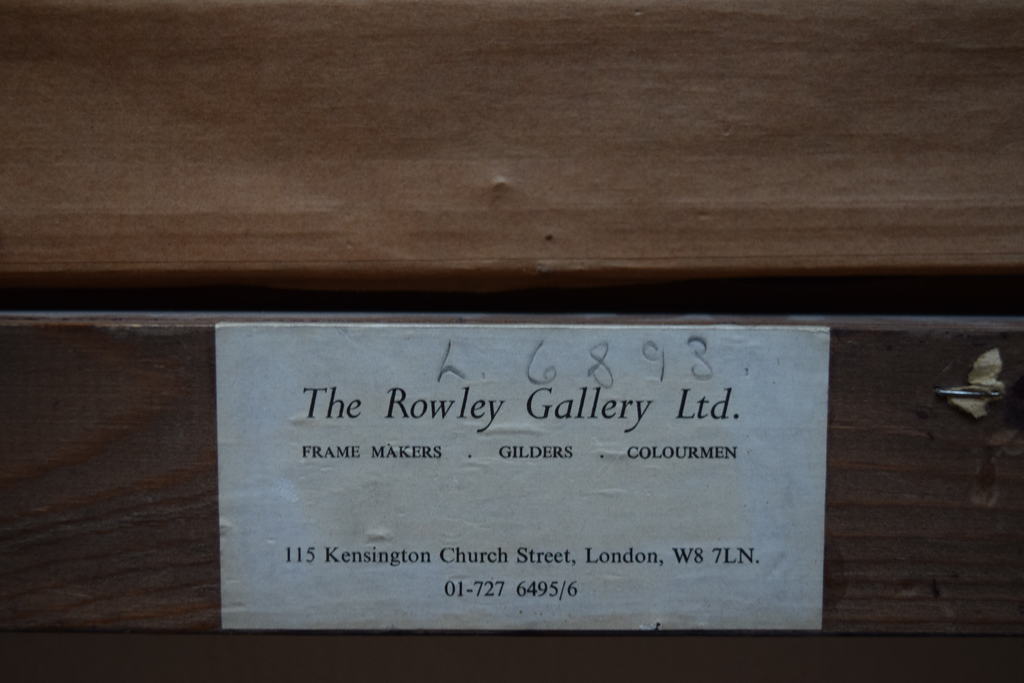 L. 6893.
The Rowley Gallery Ltd.
FRAME MAKERS . GILDERS . COLOURMEN
115 Kensington Church Street, London, W8 7LN.
01-727 6495/6